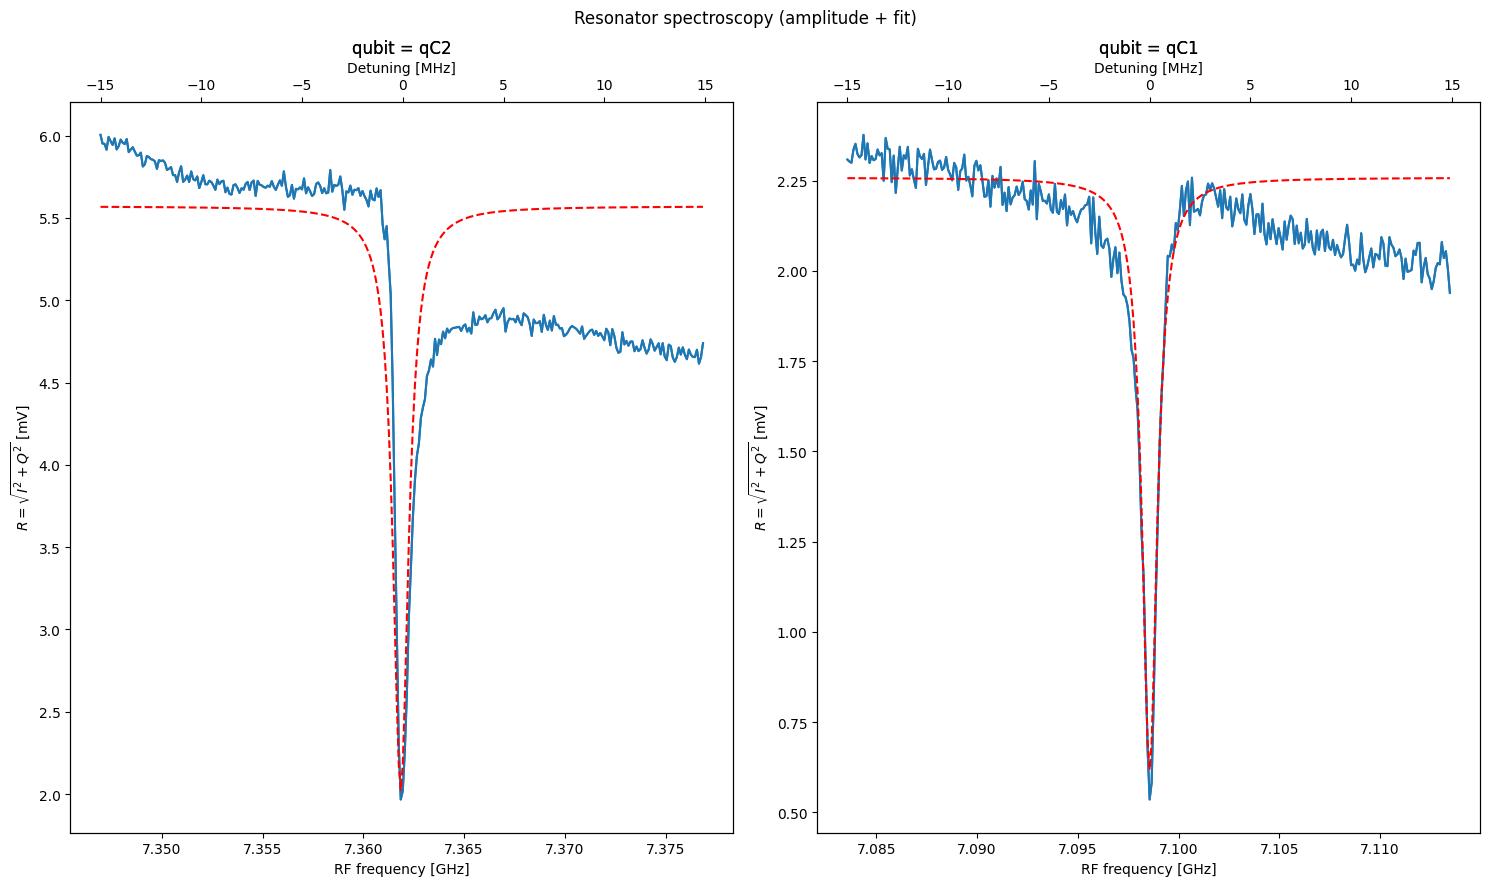 Resonator spectroscopy (amplitude + fit)
qubit = qC2
Detuning [MHz]
−15 −10 −5 0 5 10 15
6.0
5.5
5.0
4.5
4.0
3.5
3.0
2.5
2.0
R = √I² + Q² [mV]
7.350 7.355 7.360 7.365 7.370 7.375
RF frequency [GHz]
qubit = qC1
Detuning [MHz]
−15 −10 −5 0 5 10 15
2.25
2.00
1.75
1.50
1.25
1.00
0.75
0.50
R = √I² + Q² [mV]
7.085 7.090 7.095 7.100 7.105 7.110
RF frequency [GHz]